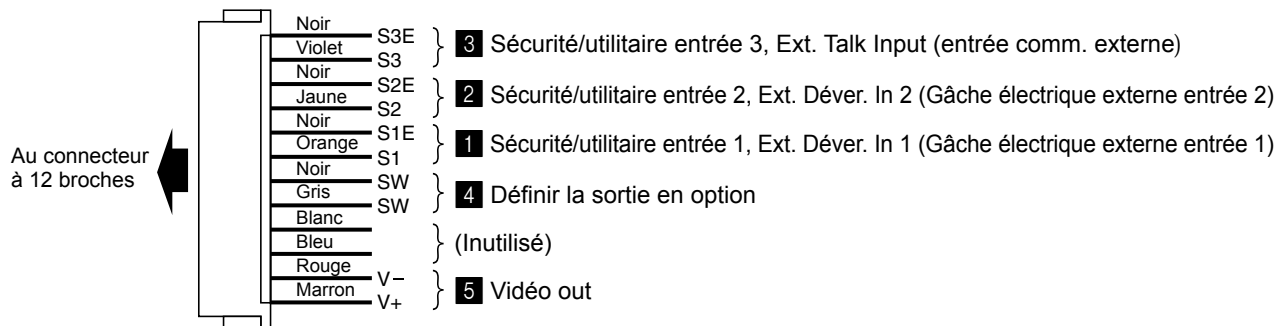 Noir
S3E
Violet
S3
3 Sécurité/utilitaire entrée 3, Ext. Talk Input (entrée comm. externe)
Noir
S2E
Jaune
S2
2 Sécurité/utilitaire entrée 2, Ext. Déver. In 2 (Gâche électrique externe entrée 2)
Noir
S1E
Orange
S1
1 Sécurité/utilitaire entrée 1, Ext. Déver. In 1 (Gâche électrique externe entrée 1)
Au connecteur
à 12 broches
Noir
SW
Gris
SW
4 Définir la sortie en option
Blanc
Bleu
(Inutilisé)
Rouge
V−
Marron
V+
5 Vidéo out